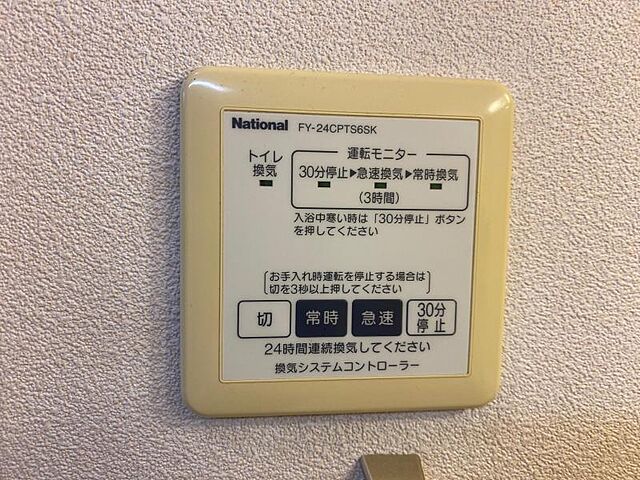 National FY-24CPTS6SK
トイレ
換気
運転モニター
30分停止▶急速換気▶常時換気
(3時間)
入浴中寒い時は「30分停止」ボタン
を押してください
お手入れ時運転を停止する場合は
切を3秒以上押してください
切 常時 急速 30分停止
24時間連続換気してください
換気システムコントローラー